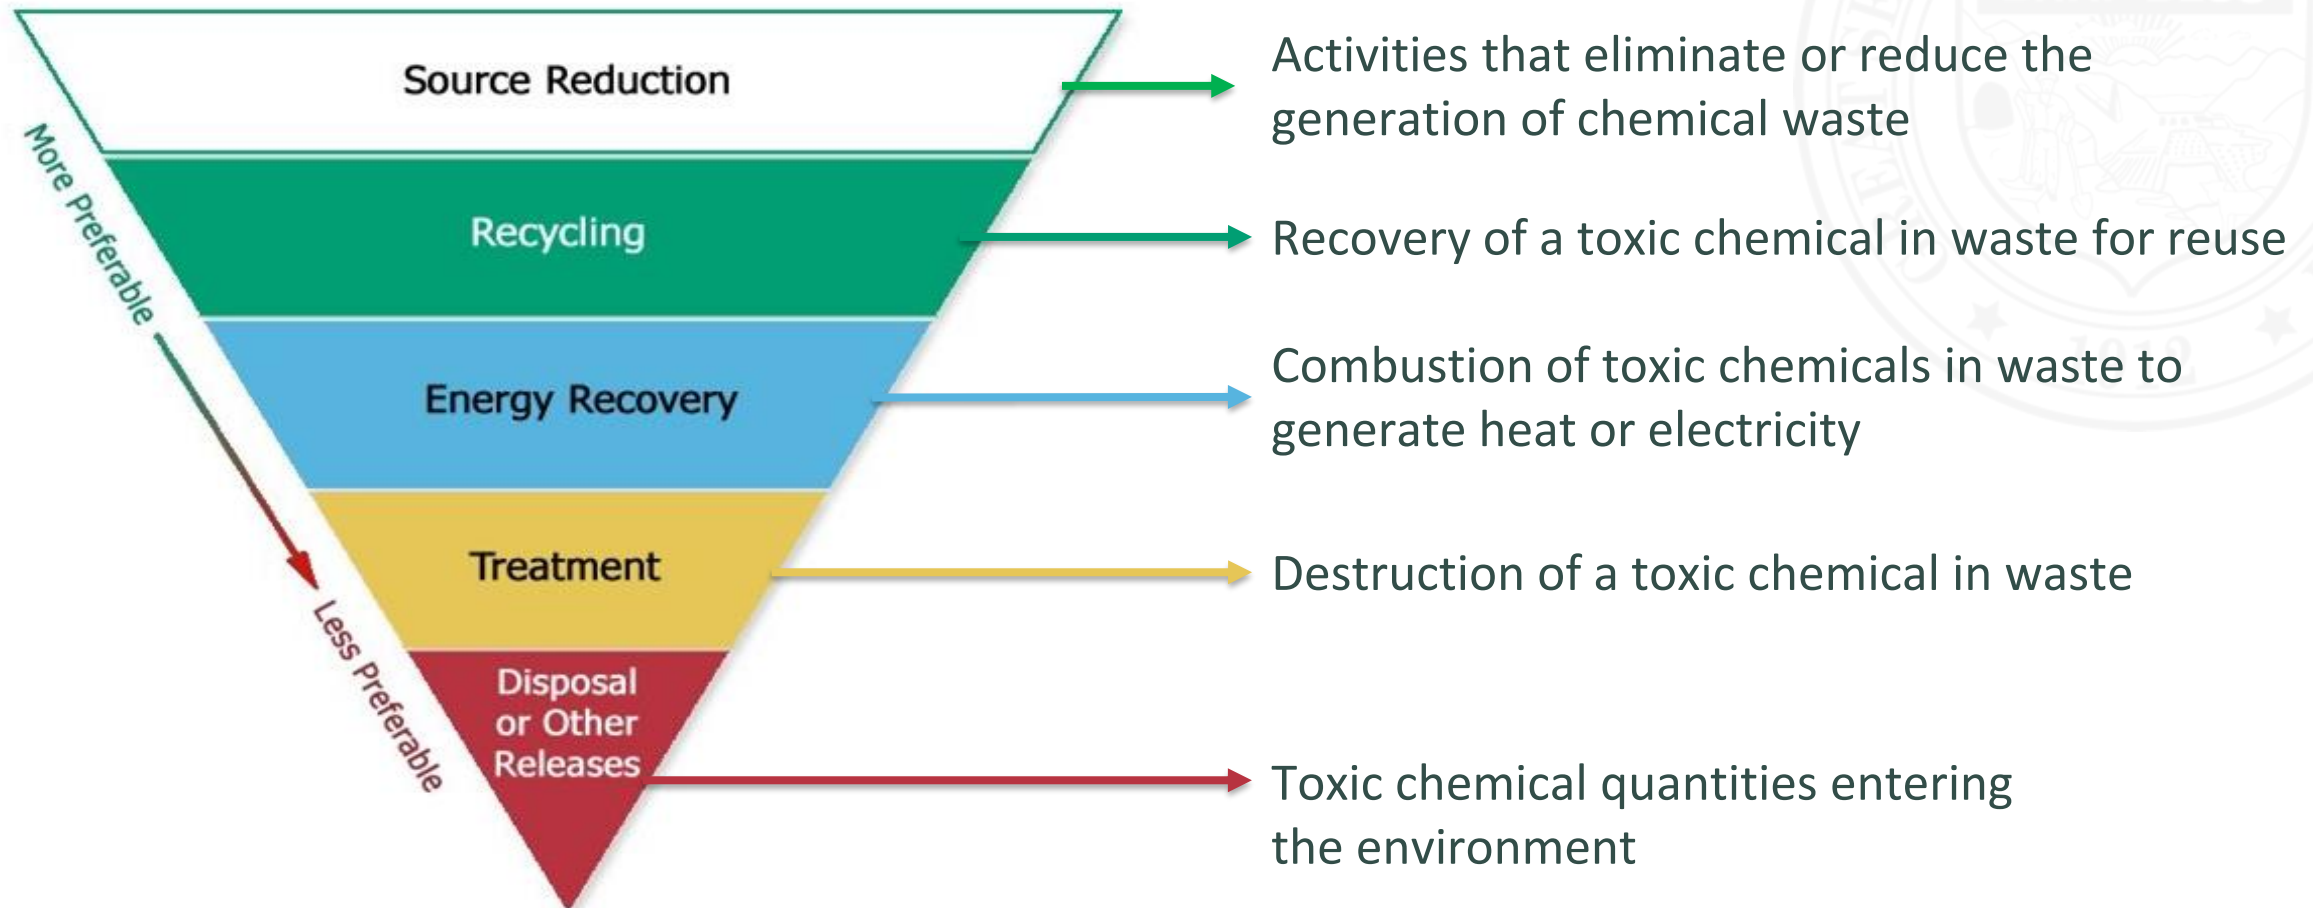 Source Reduction
Activities that eliminate or reduce the
generation of chemical waste
More Preferable
Recycling
Recovery of a toxic chemical in waste for reuse
Energy Recovery
Combustion of toxic chemicals in waste to
generate heat or electricity
Treatment
Destruction of a toxic chemical in waste
Less Preferable
Disposal
or Other
Releases
Toxic chemical quantities entering
the environment
1912